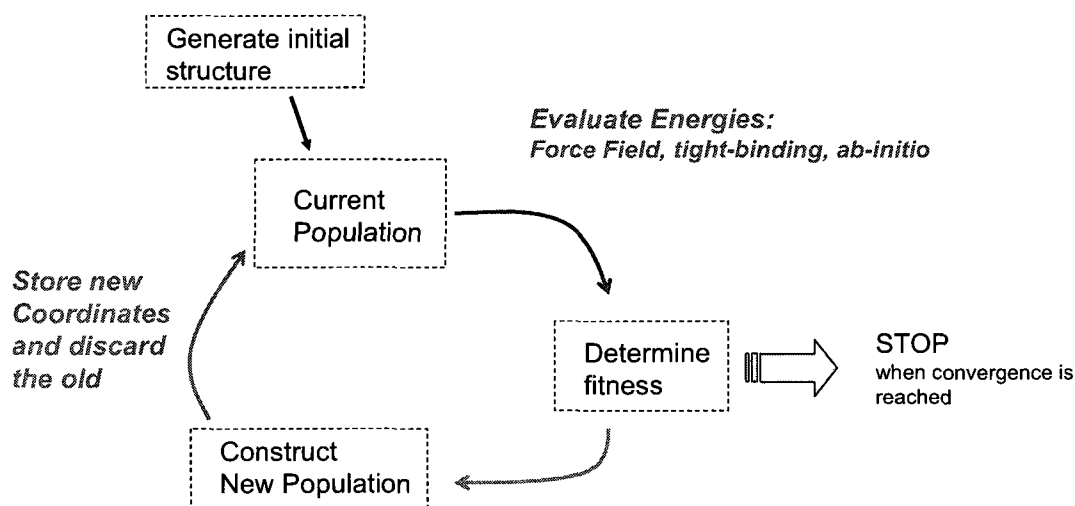 Generate initial
structure
Evaluate Energies:
Force Field, tight-binding, ab-initio
Current
Population
Store new
Coordinates
and discard
the old
Determine
fitness
STOP
when convergence is
reached
Construct
New Population